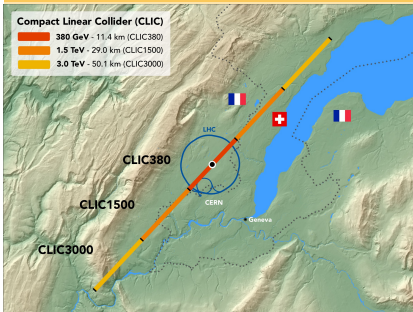 Compact Linear Collider (CLIC)
380 GeV - 11.4 km (CLIC380)
1.5 TeV - 29.0 km (CLIC1500)
3.0 TeV - 50.1 km (CLIC3000)
LHC
CLIC380
CLIC1500
CERN
Geneva
CLIC3000